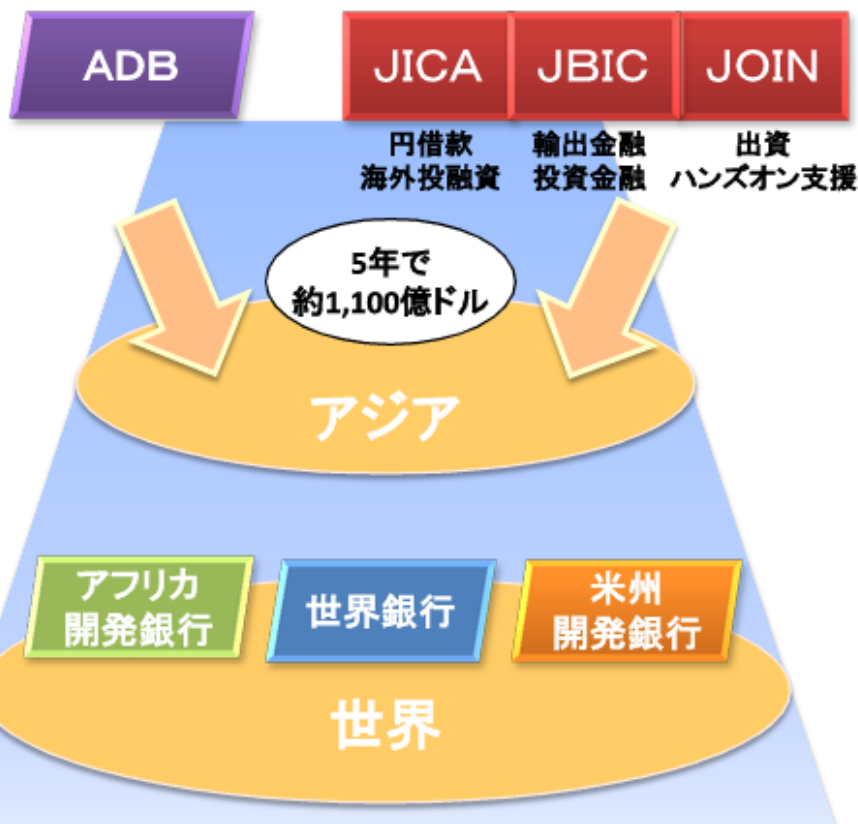 ADB
JICA
JBIC
JOIN
円借款
海外投融資
輸出金融
投資金融
出資
ハンズオン支援
5年で
約1,100億ドル
アジア
アフリカ
開発銀行
世界銀行
米州
開発銀行
世界